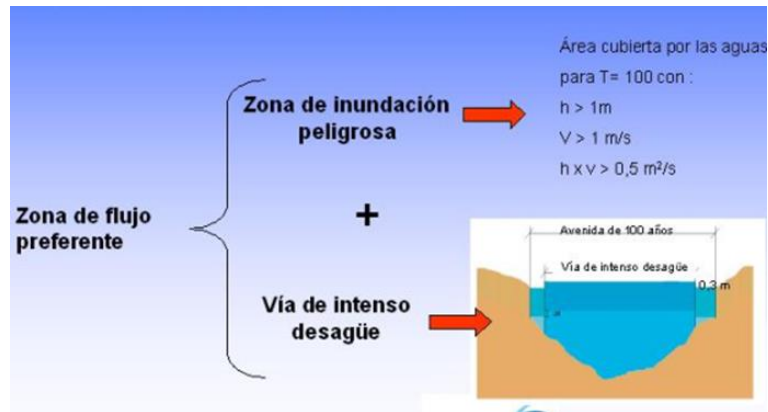 Área cubierta por las aguas
para T= 100 con :
h > 1m
V > 1 m/s
h x v > 0,5 m²/s
Zona de inundación
peligrosa
+
Zona de flujo
preferente
Avenida de 100 años
Vía de intenso desagüe
0,3 m
Vía de intenso
desagüe